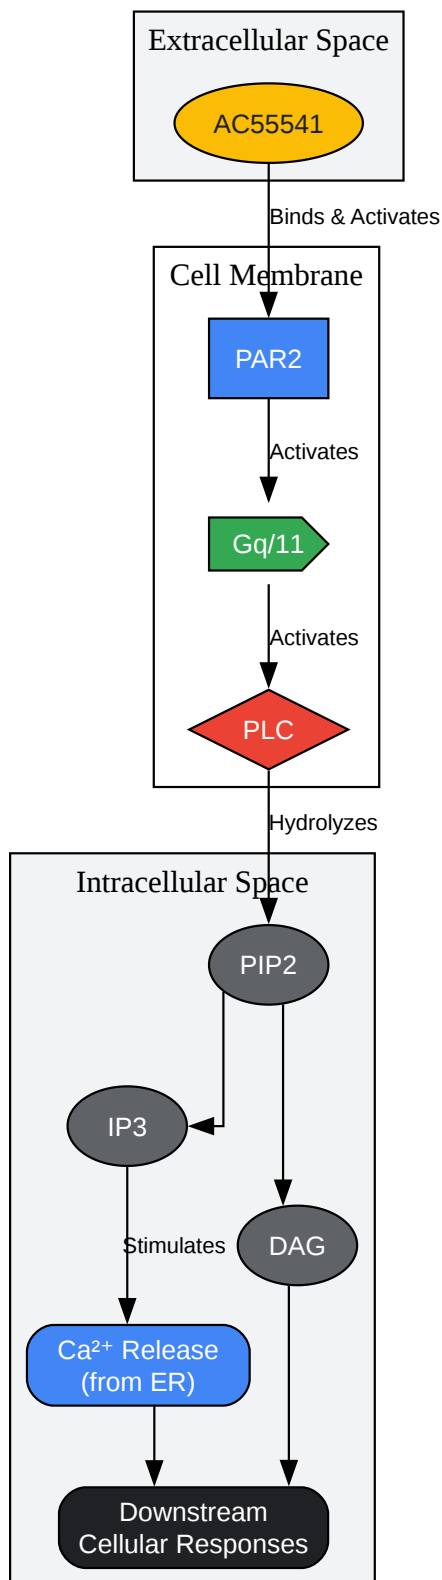 Extracellular Space
AC55541
Binds & Activates
Cell Membrane
PAR2
Activates
Gq/11
Activates
PLC
Hydrolyzes
Intracellular Space
PIP2
IP3
Stimulates
DAG
Ca²⁺ Release
(from ER)
Downstream
Cellular Responses